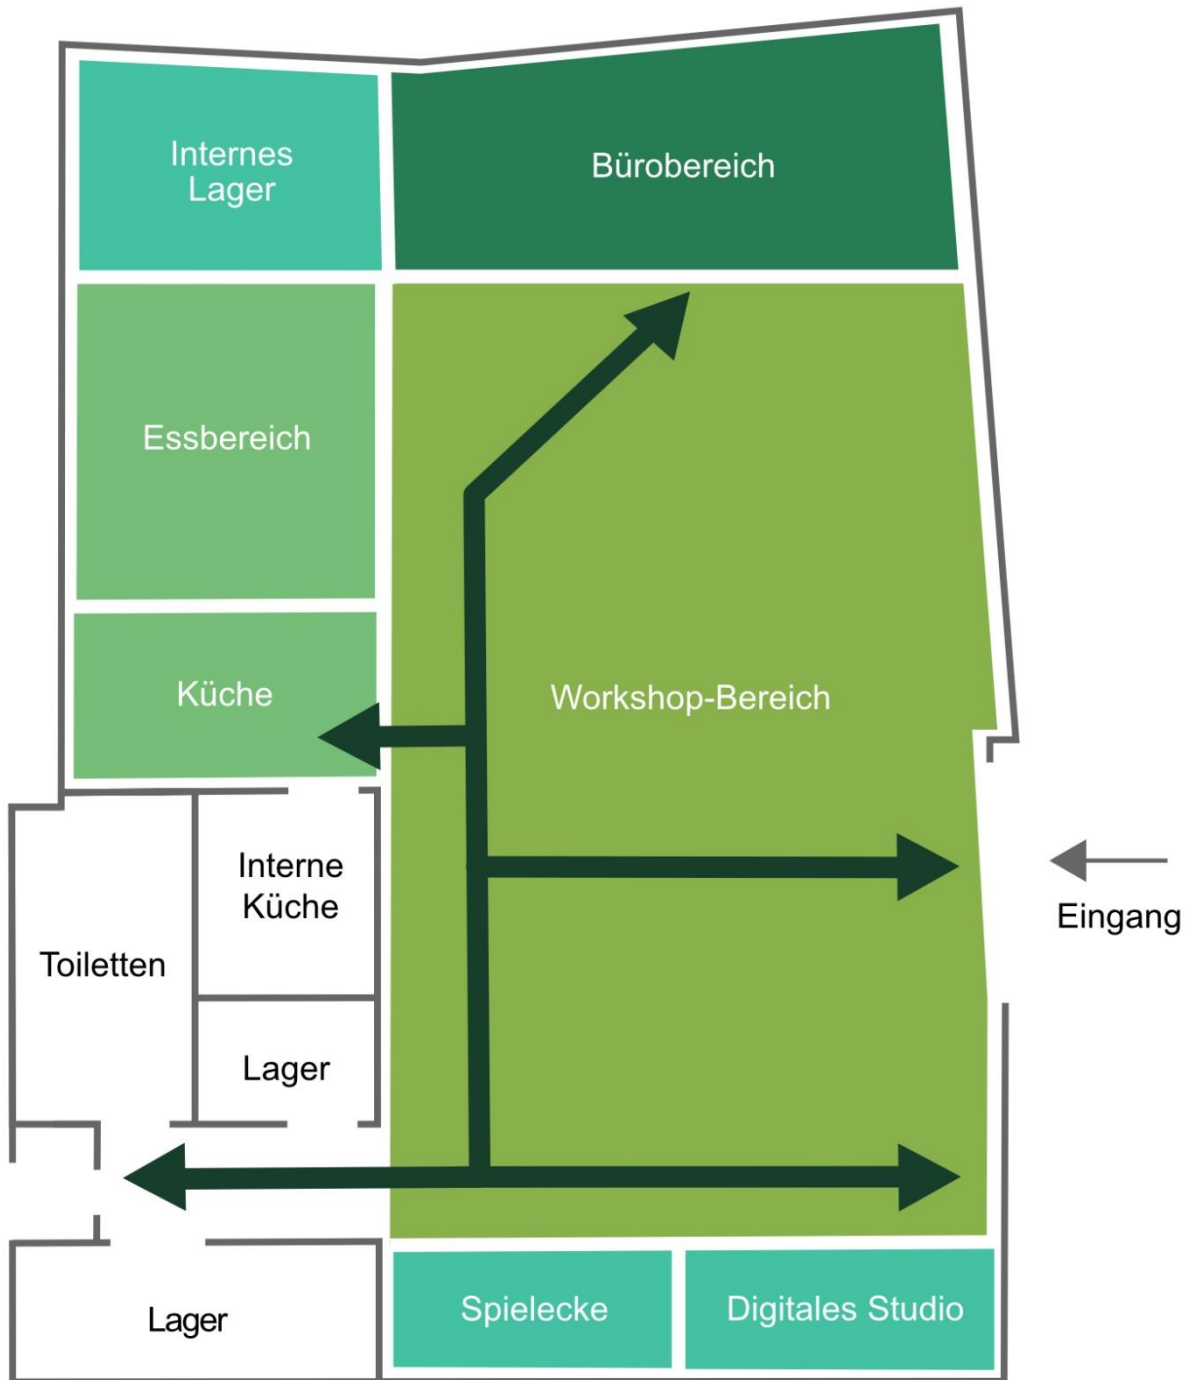 Internes
Lager
Bürobereich
Essbereich
Küche
Workshop-Bereich
Interne
Küche
Eingang
Toiletten
Lager
Lager
Spielecke
Digitales Studio